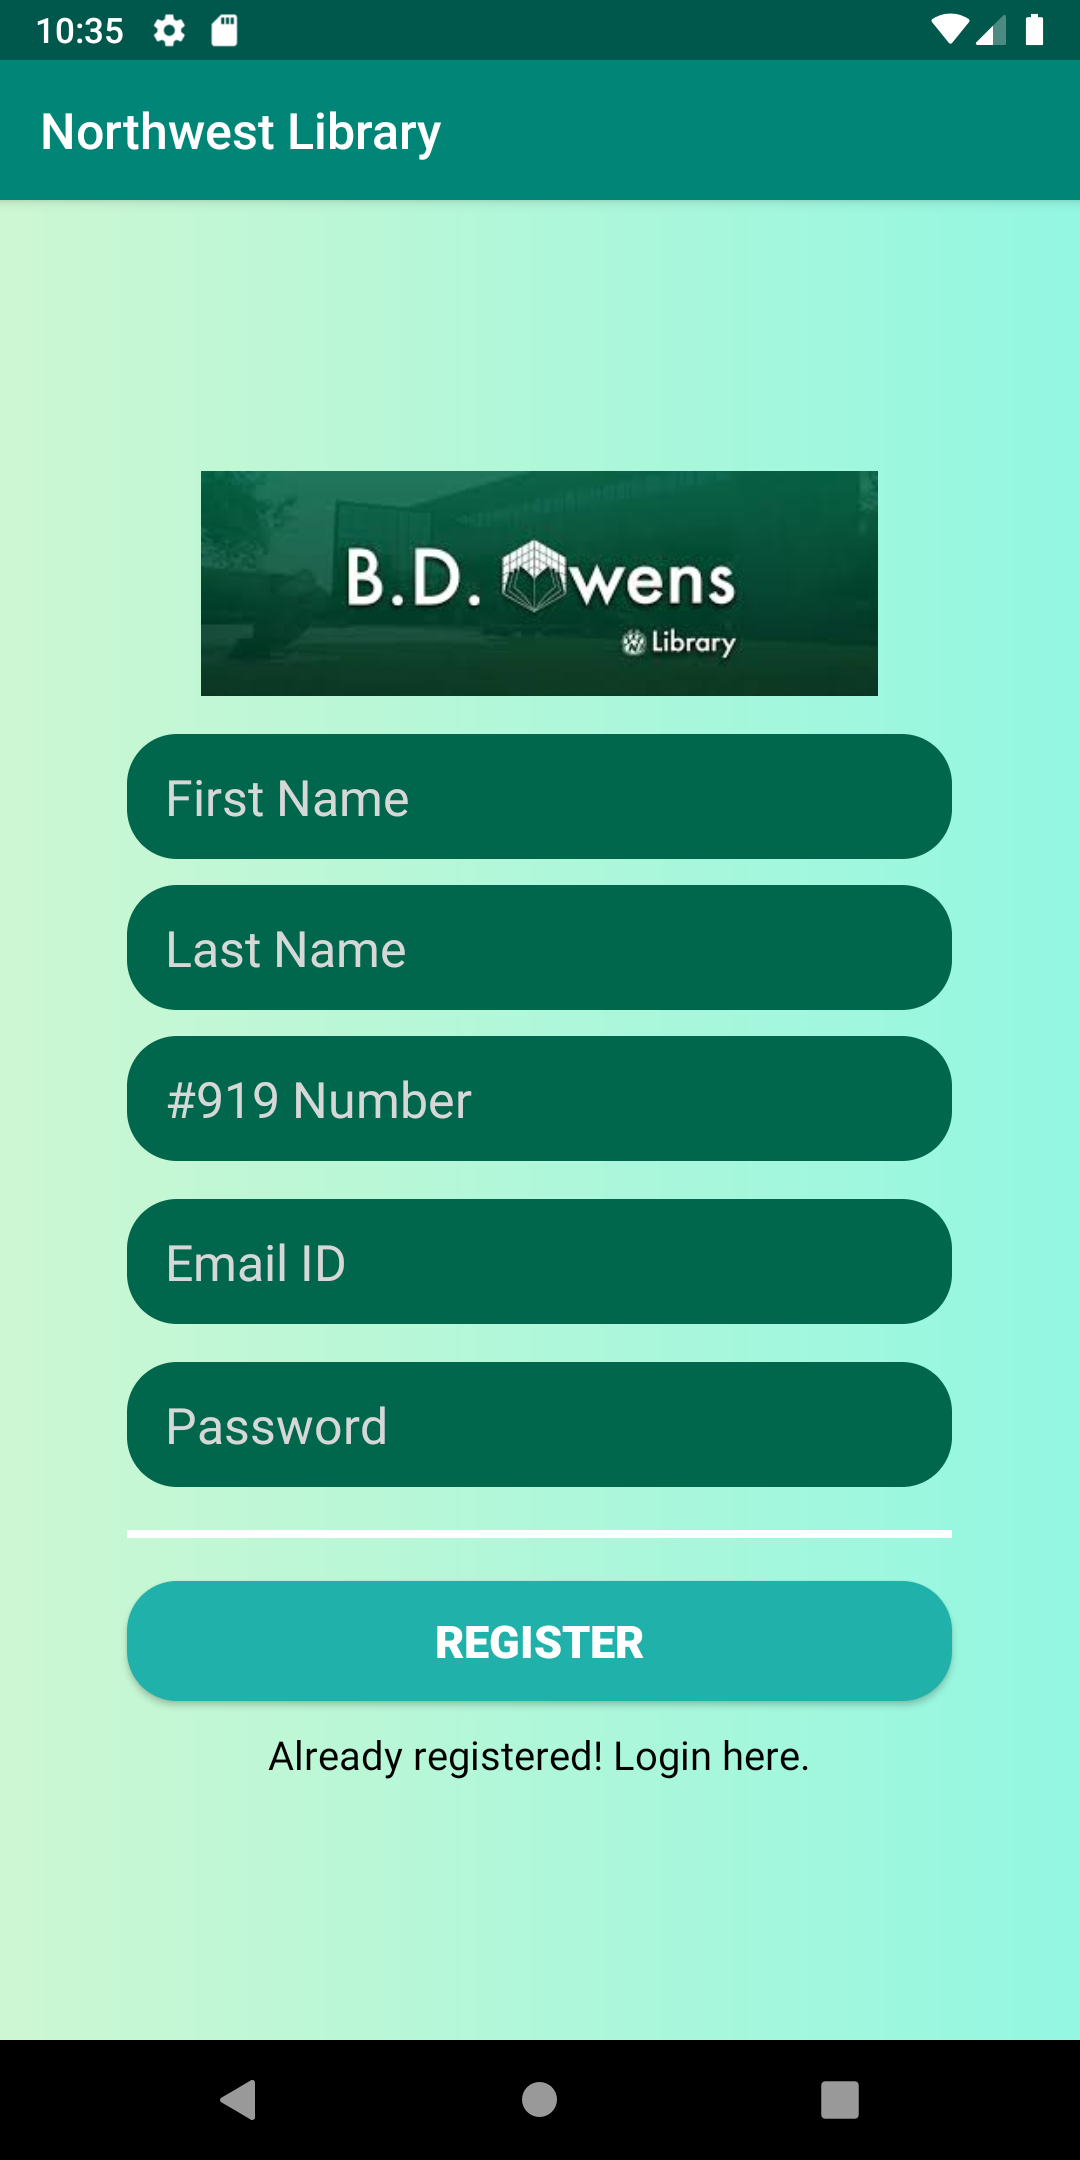 10:35
Northwest Library
B.D. Owens
Library
First Name
Last Name
#919 Number
Email ID
Password
REGISTER
Already registered! Login here.